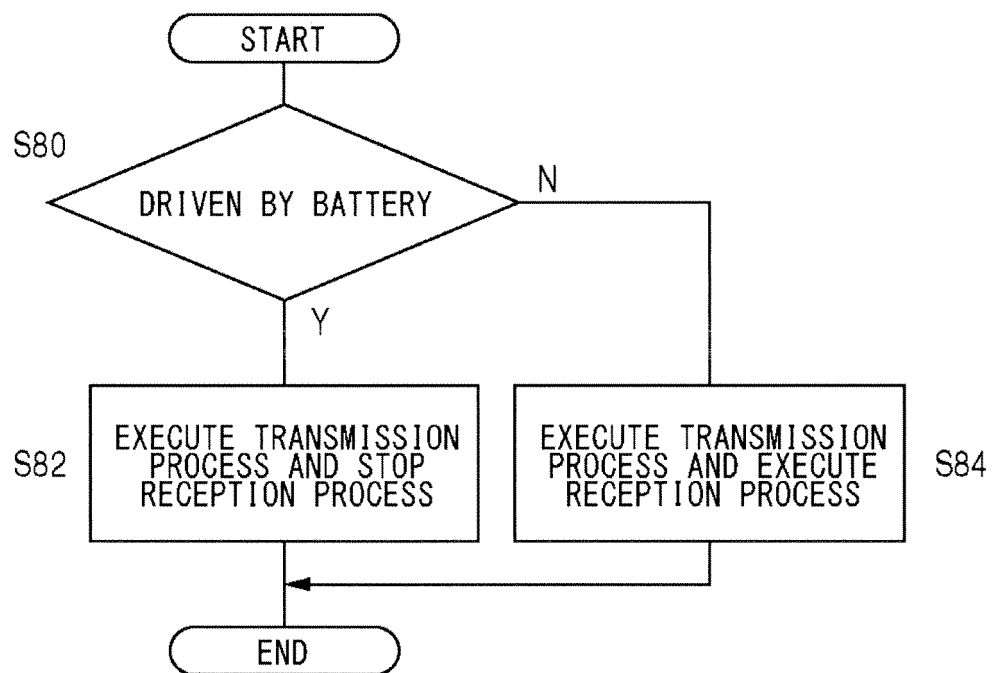 START
S80
DRIVEN BY BATTERY
N
Y
S82
EXECUTE TRANSMISSION
PROCESS AND STOP
RECEPTION PROCESS
EXECUTE TRANSMISSION
PROCESS AND EXECUTE
RECEPTION PROCESS
S84
END